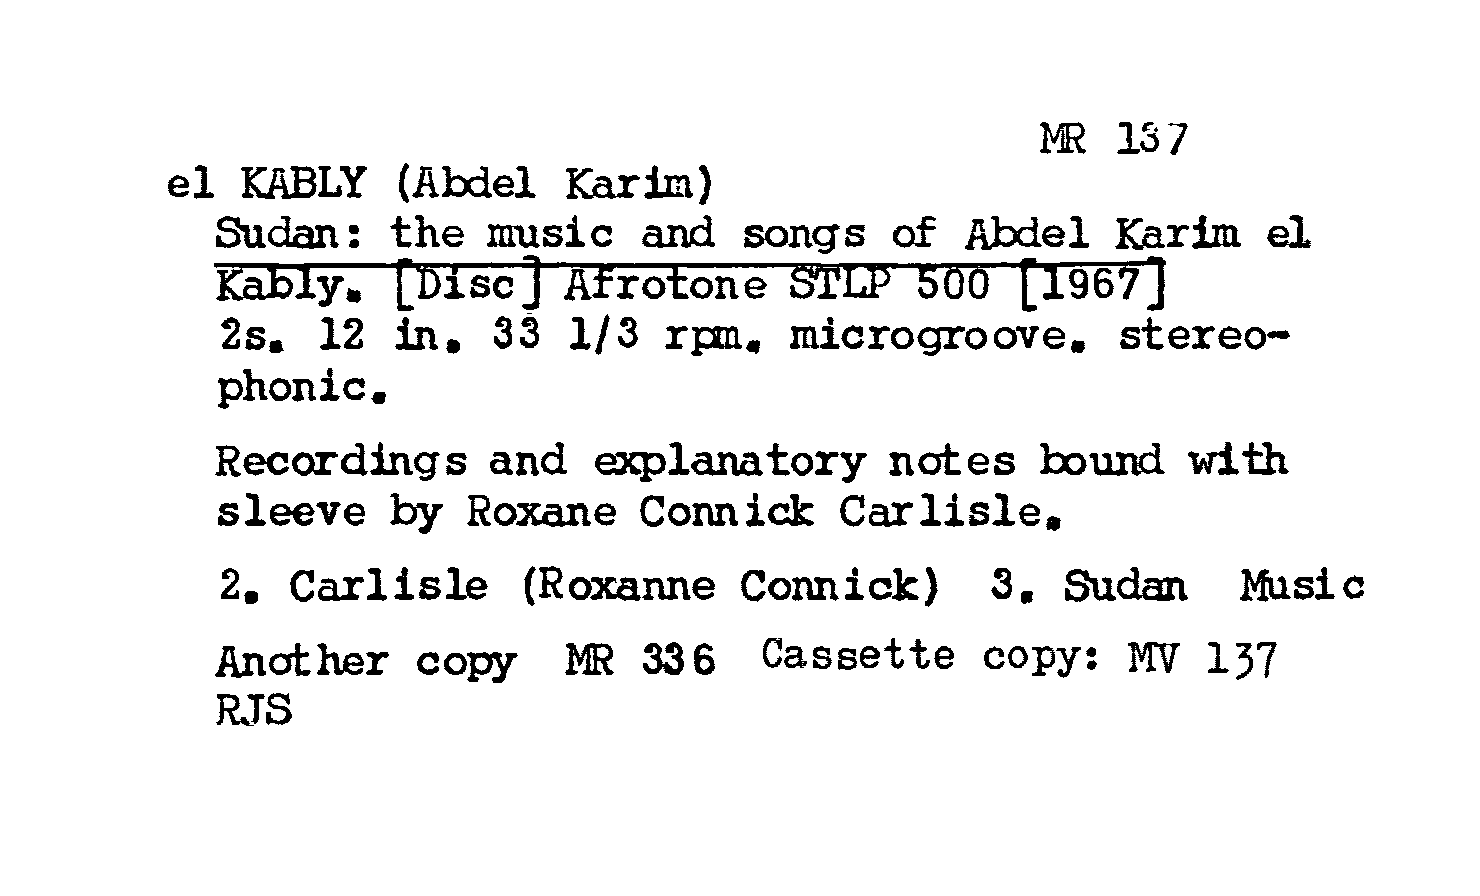 MR 137
el KABLY (Abdel Karim)
Sudan: the music and songs of Abdel Karim el
Kably. [Disc] Afrotone STLP 500 [1967]
2s. 12 in. 33 1/3 rpm. microgroove. stereo-
phonic.
Recordings and explanatory notes bound with
sleeve by Roxane Connick Carlisle.
2. Carlisle (Roxanne Connick)  3. Sudan  Music
Another copy  MR 336  Cassette copy: MV 137
RJS